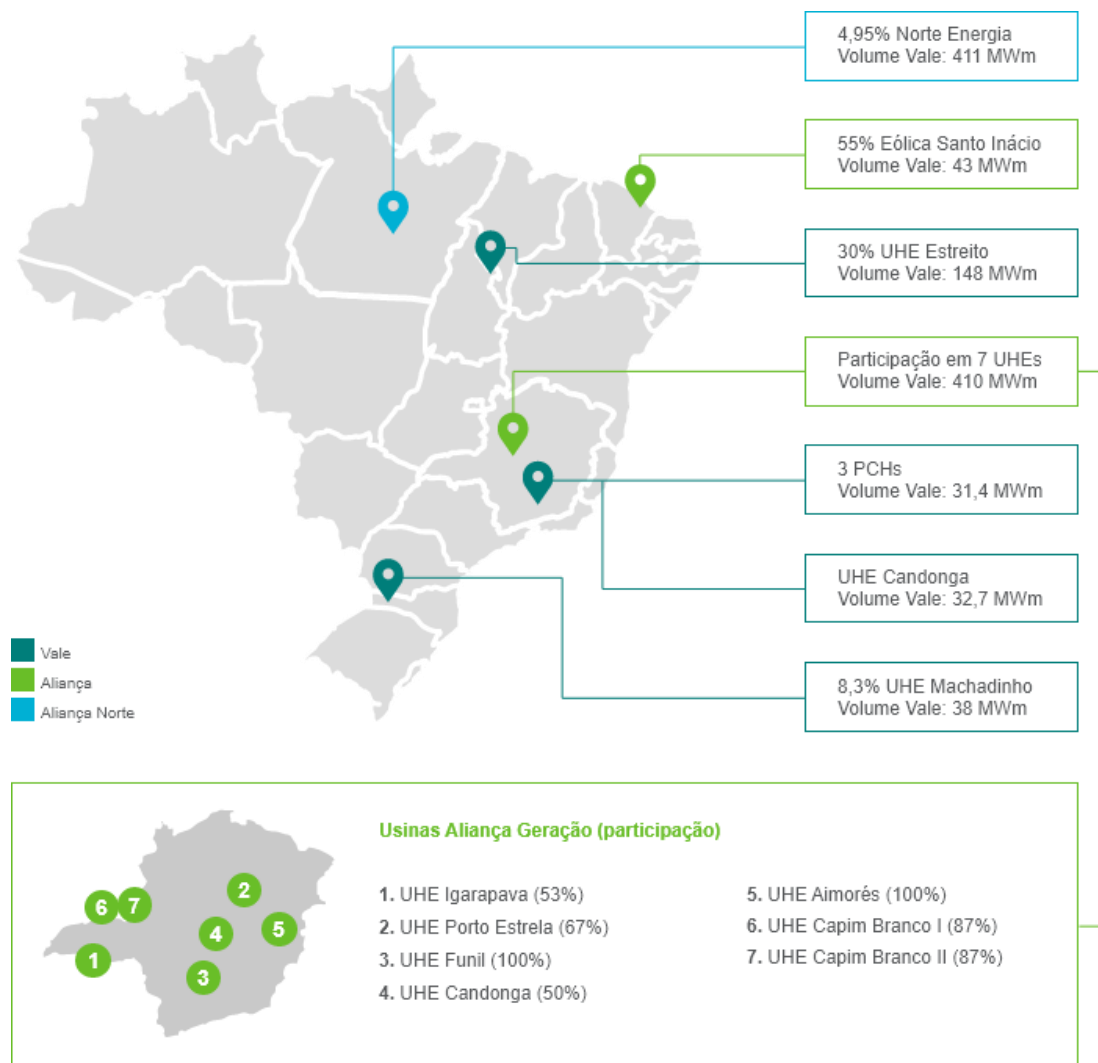 4,95% Norte Energia
Volume Vale: 411 MWm
55% Eólica Santo Inácio
Volume Vale: 43 MWm
30% UHE Estreito
Volume Vale: 148 MWm
Participação em 7 UHEs
Volume Vale: 410 MWm
3 PCHs
Volume Vale: 31,4 MWm
UHE Candonga
Volume Vale: 32,7 MWm
8,3% UHE Machadinho
Volume Vale: 38 MWm
Vale
Aliança
Aliança Norte
Usinas Aliança Geração (participação)
1. UHE Igarapava (53%)
2. UHE Porto Estrela (67%)
3. UHE Funil (100%)
4. UHE Candonga (50%)
5. UHE Aimorés (100%)
6. UHE Capim Branco I (87%)
7. UHE Capim Branco II (87%)
2
6 7
4 5
1
3